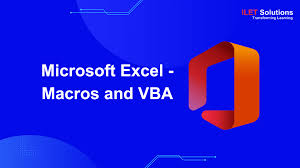 ILET Solutions
Transforming Learning
Microsoft Excel -
Macros and VBA